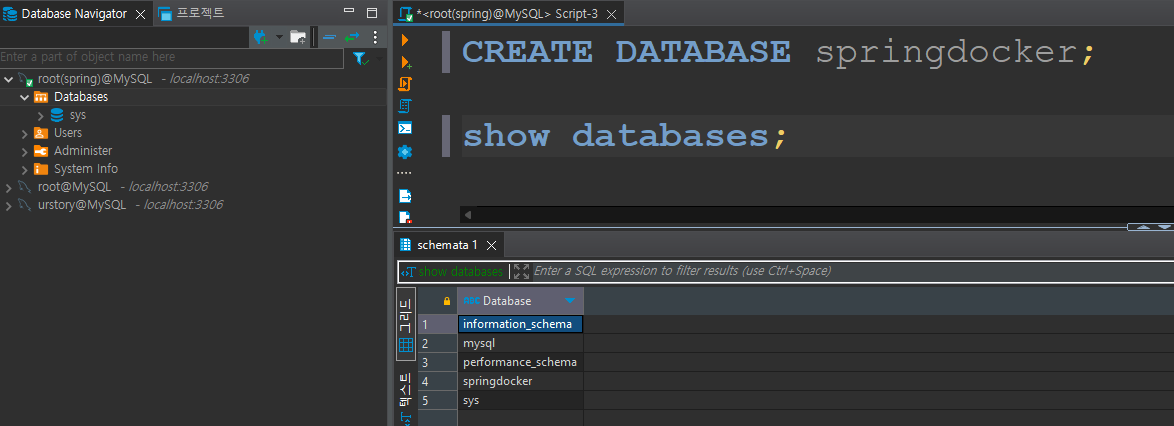 Database Navigator
프로젝트
Enter a part of object name here
root(spring)@MySQL - localhost:3306
Databases
sys
Users
Administer
System Info
root@MySQL - localhost:3306
urstory@MySQL - localhost:3306
*<root(spring)@MySQL> Script-3
CREATE DATABASE springdocker;
show databases;
schemata 1
show databases
Enter a SQL expression to filter results (use Ctrl+Space)
그리드
텍스트
ABC Database
1 information_schema
2 mysql
3 performance_schema
4 springdocker
5 sys